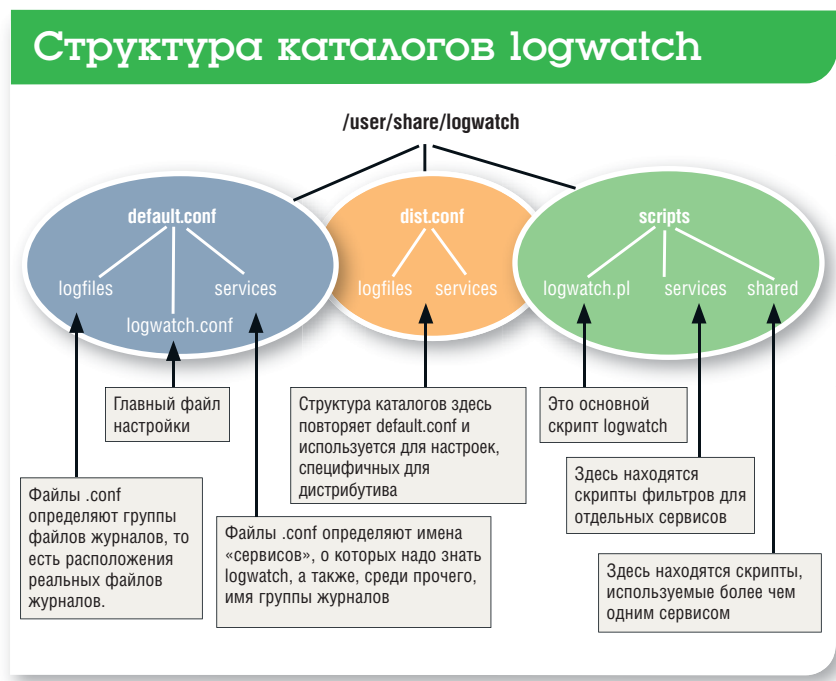 Структура каталогов logwatch
/user/share/logwatch
default.conf
logfiles
services
logwatch.conf
dist.conf
logfiles
services
scripts
logwatch.pl
services
shared
Главный файл
настройки
Структура каталогов здесь
повторяет default.conf и
используется для настроек,
специфичных для
дистрибутива
Это основной
скрипт logwatch
Файлы .conf
определяют группы
файлов журналов, то
есть расположения
реальных файлов
журналов.
Файлы .conf определяют имена
«сервисов», о которых надо знать
logwatch, а также, среди прочего,
имя группы журналов
Здесь находятся
скрипты фильтров для
отдельных сервисов
Здесь находятся скрипты,
используемые более чем
одним сервисом